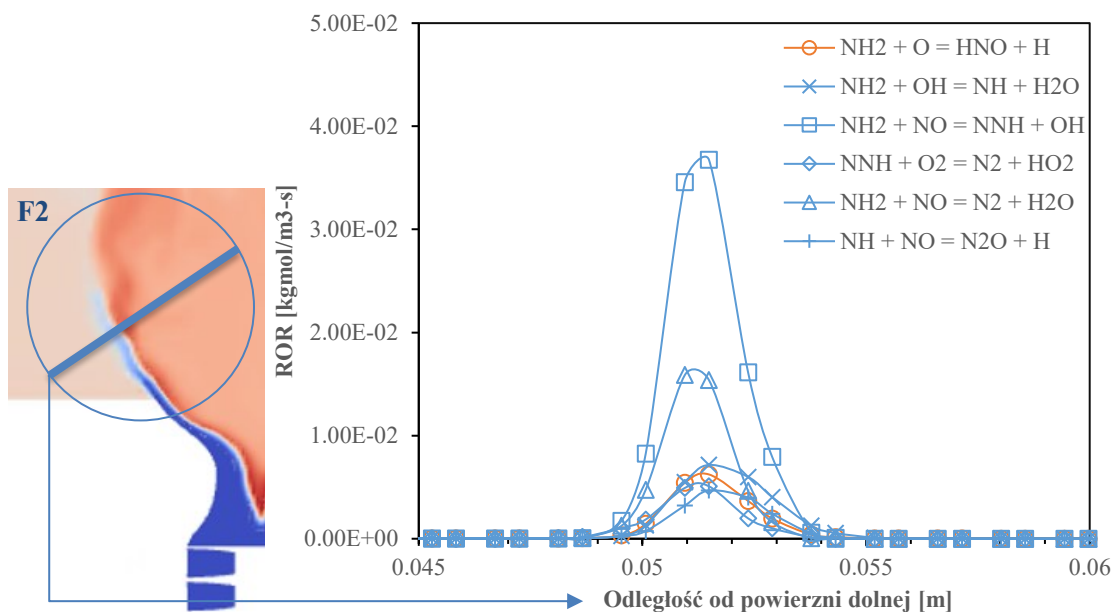 F2
ROR [kgmol/m3-s]
5.00E-02
4.00E-02
3.00E-02
2.00E-02
1.00E-02
0.00E+00
NH2 + O = HNO + H
NH2 + OH = NH + H2O
NH2 + NO = NNH + OH
NNH + O2 = N2 + HO2
NH2 + NO = N2 + H2O
NH + NO = N2O + H
0.045 0.05 0.055 0.06
Odległość od powierzni dolnej [m]